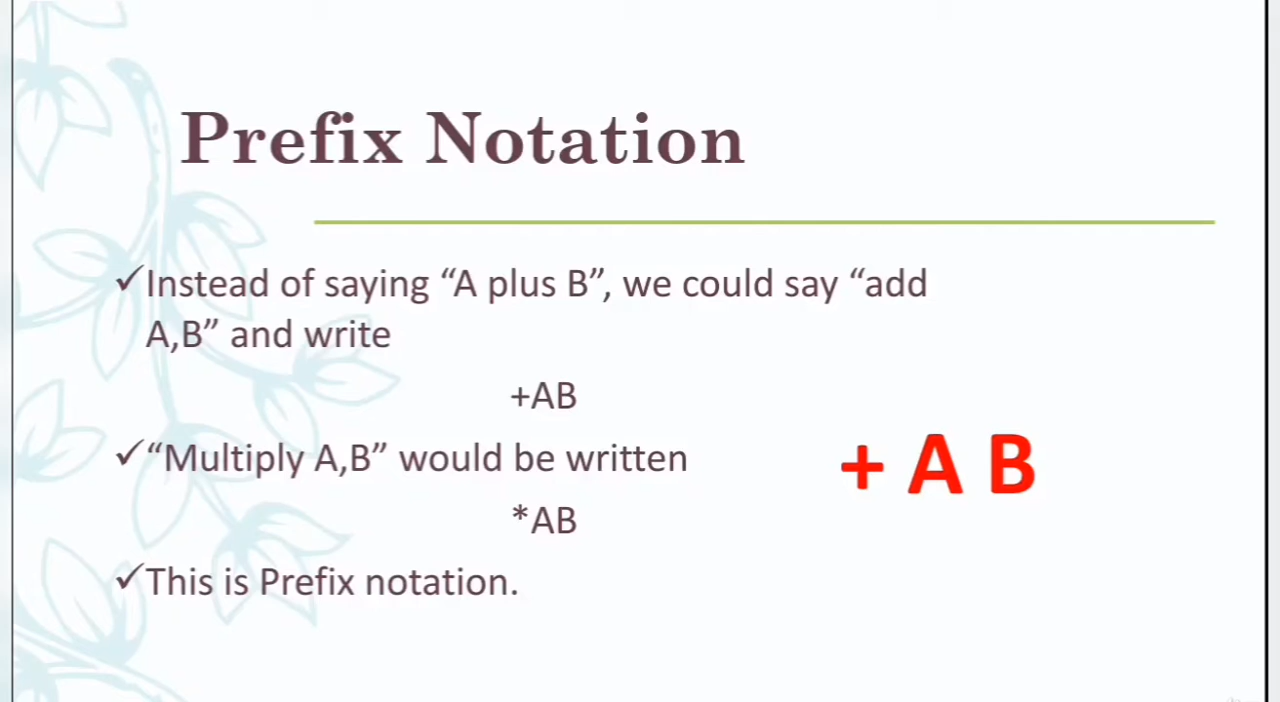 Prefix Notation
✓Instead of saying “A plus B”, we could say “add
A,B” and write
+AB
✓“Multiply A,B” would be written
+ A B
*AB
✓This is Prefix notation.